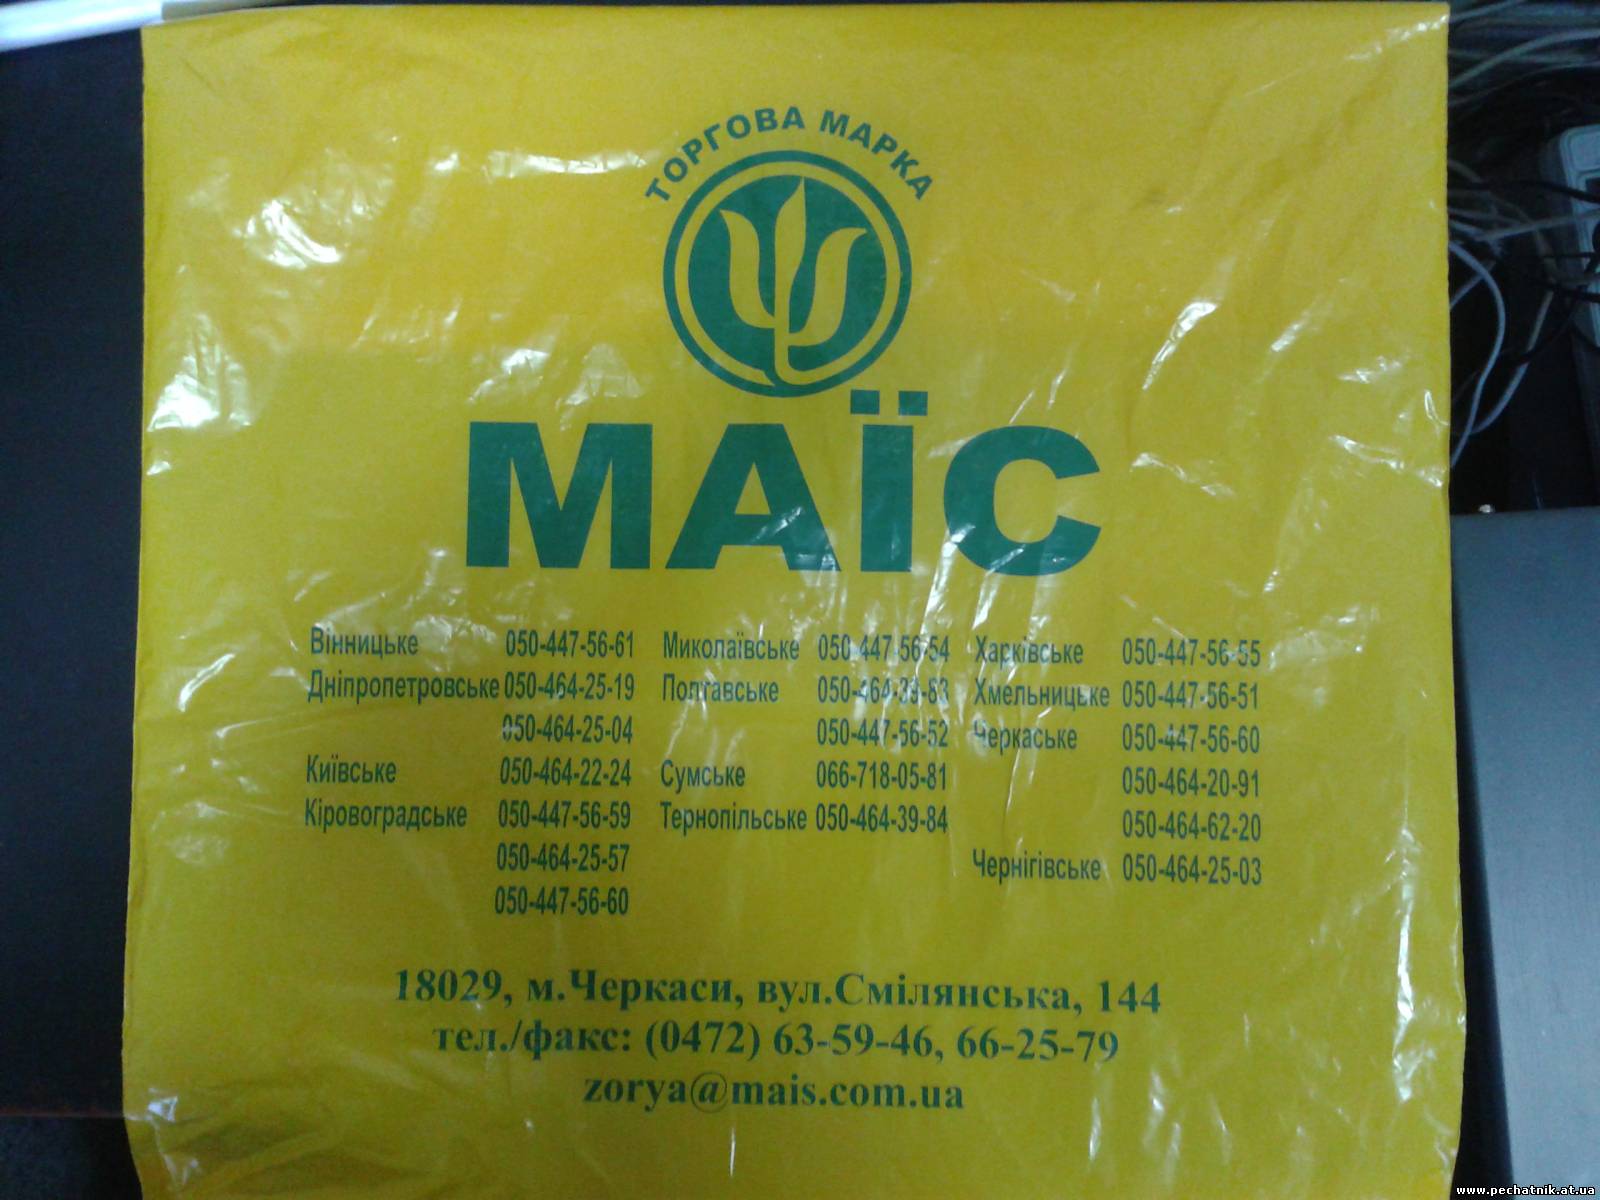 ТОРГОВА МАРКА
МАЇС
Вінницьке 050-447-56-61
Дніпропетровське 050-464-25-19
050-464-25-04
Київське 050-464-22-24
Кіровоградське 050-447-56-59
050-464-25-57
050-447-56-60
Миколаївське 050-447-56-54
Полтавське 050-464-39-83
050-447-56-52
Сумське 066-718-05-81
Тернопільське 050-464-39-84
Харківське 050-447-56-55
Хмельницьке 050-447-56-51
Черкаське 050-447-56-60
050-464-20-91
050-464-62-20
Чернігівське 050-464-25-03
18029, м.Черкаси, вул.Смілянська, 144
тел./факс: (0472) 63-59-46, 66-25-79
zorya@mais.com.ua
www.pechatnik.at.ua